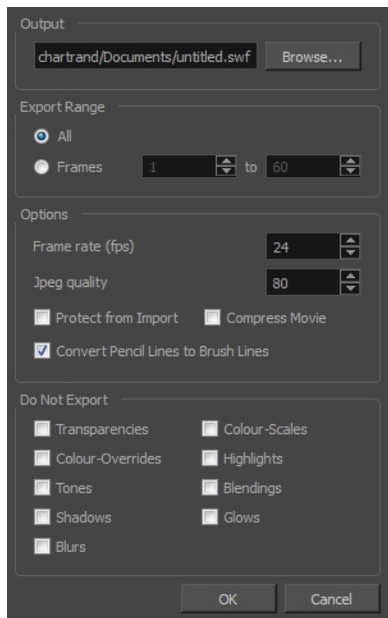 Output
chartrand/Documents/untitled.swf Browse...
Export Range
All
Frames 1 to 60
Options
Frame rate (fps) 24
Jpeg quality 80
Protect from Import Compress Movie
Convert Pencil Lines to Brush Lines
Do Not Export
Transparencies Colour-Scales
Colour-Overrides Highlights
Tones Blendings
Shadows Glows
Blurs
OK Cancel